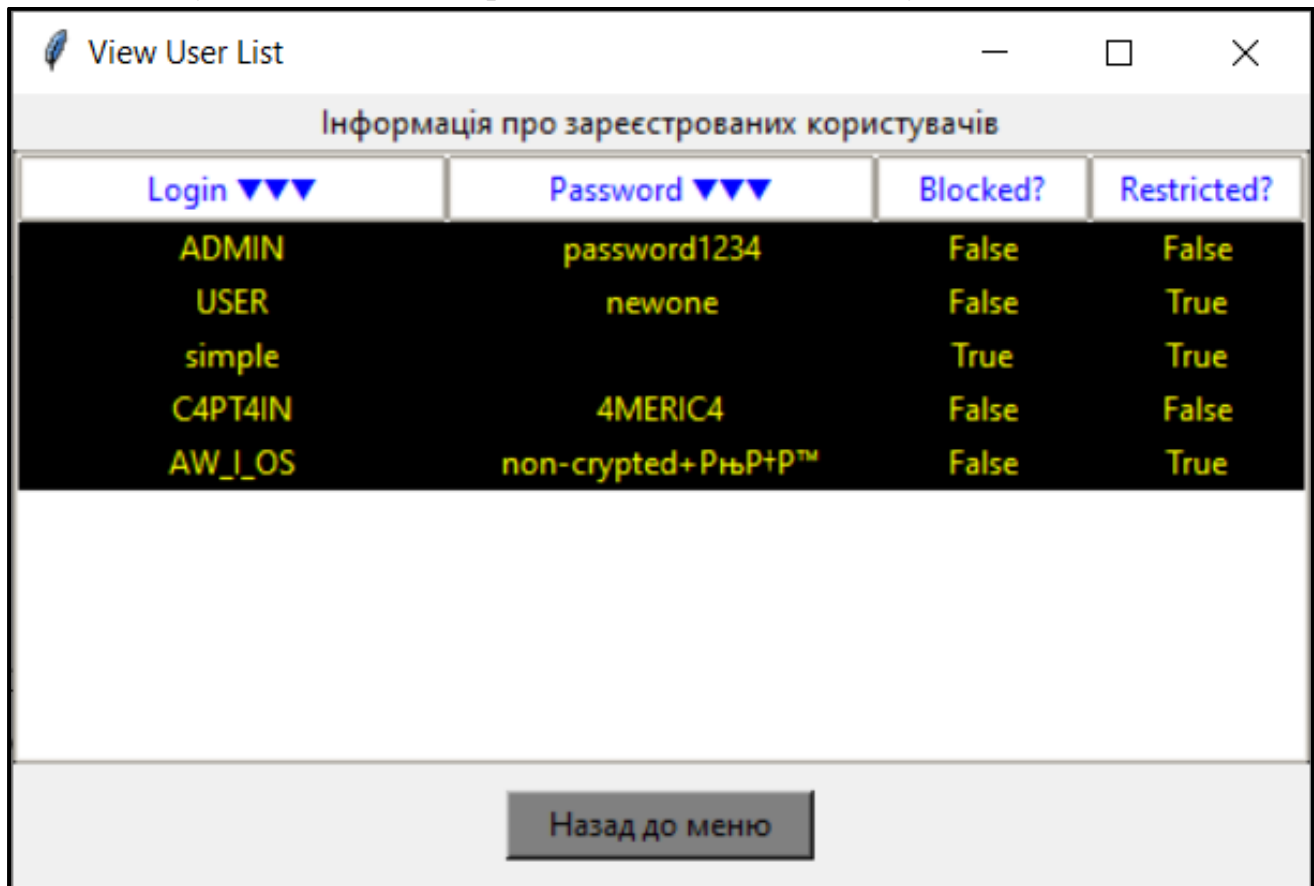 View User List
Інформація про зареєстрованих користувачів
Login ▼▼▼ Password ▼▼▼ Blocked? Restricted?
ADMIN password1234 False False
USER newone False True
simple True True
C4PT4IN 4MERIC4 False False
AW_I_OS non-crypted+РњР†Р™ False True
Назад до меню